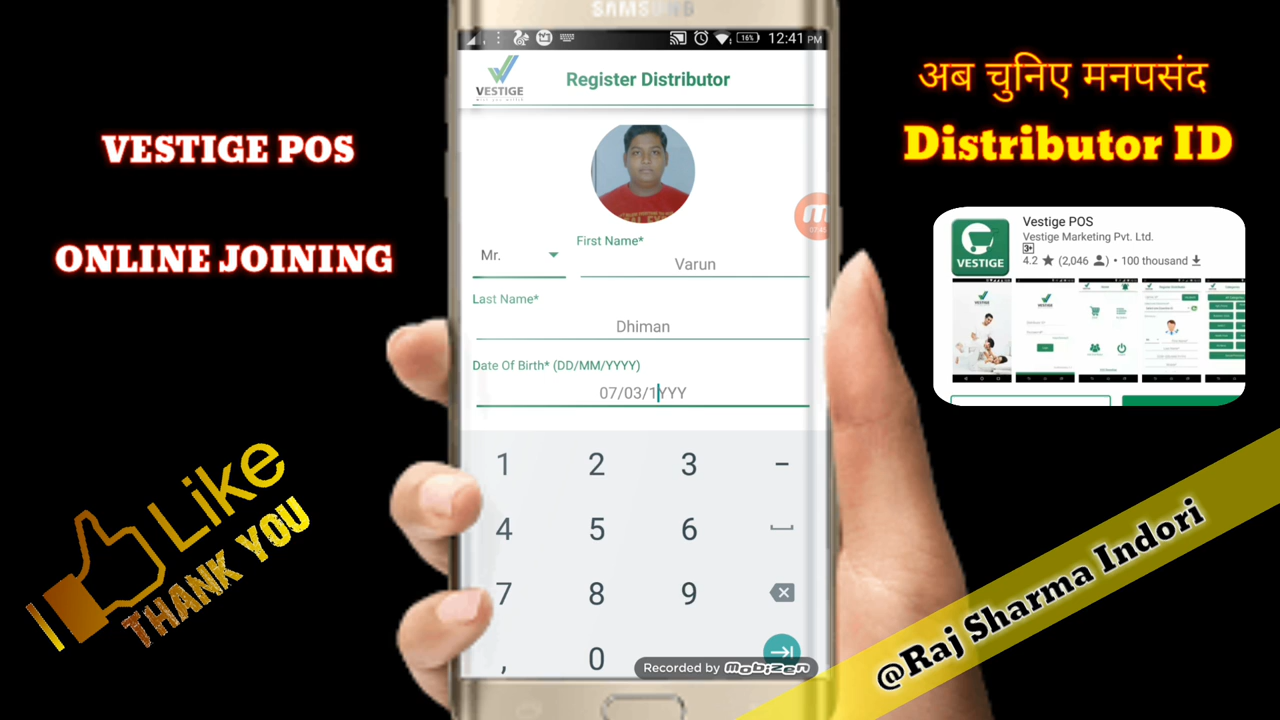 SAMSUNG
16%
12:41 PM
VESTIGE
Register Distributor
Mr.
First Name*
Varun
Last Name*
Dhiman
Date Of Birth* (DD/MM/YYYY)
07/03/1YYY
1 2 3 -
4 5 6
7 8 9
, 0
Recorded by Mobizen
VESTIGE POS
ONLINE JOINING
Like
THANK YOU
अब चुनिए मनपसंद
Distributor ID
VESTIGE
Vestige POS
Vestige Marketing Pvt. Ltd.
3+
4.2 ★ (2,046) • 100 thousand
@Raj Sharma Indori